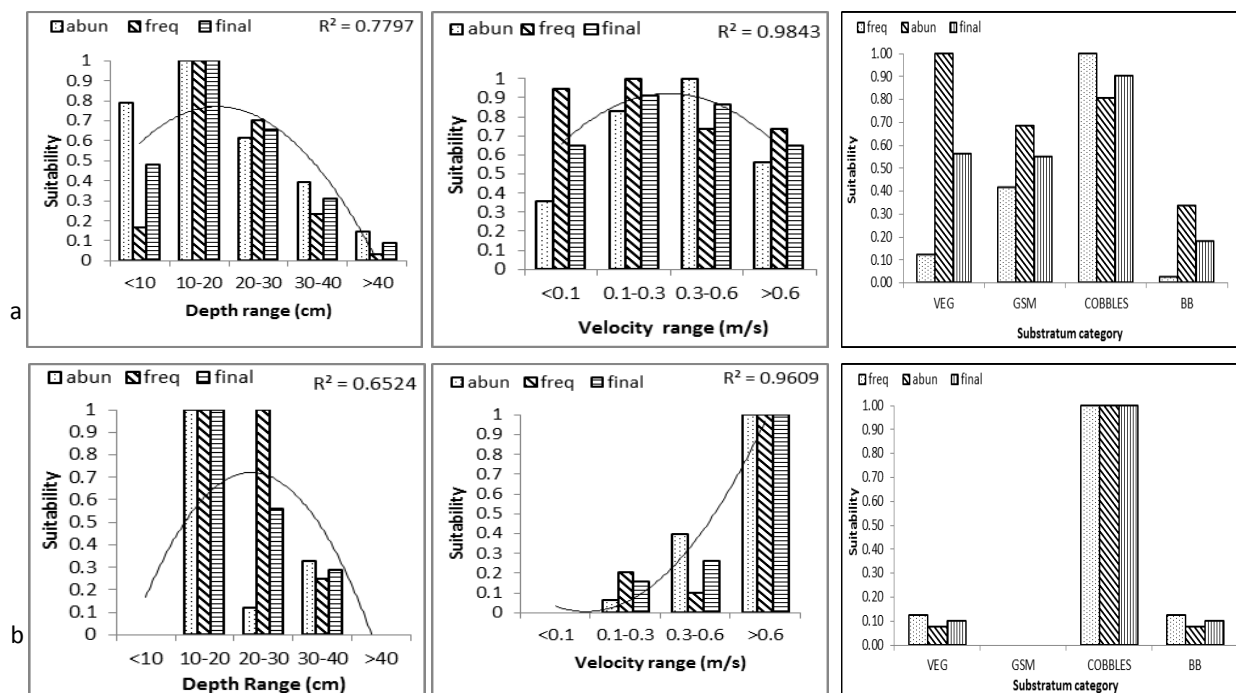 abun freq final
R² = 0.7797
Suitability
1
0.9
0.8
0.7
0.6
0.5
0.4
0.3
0.2
0.1
0
<10 10-20 20-30 30-40 >40
Depth range (cm)
abun freq final
R² = 0.9843
Suitability
1
0.9
0.8
0.7
0.6
0.5
0.4
0.3
0.2
0.1
0
<0.1 0.1-0.3 0.3-0.6 >0.6
Velocity range (m/s)
freq abun final
Suitability
1.00
0.90
0.80
0.70
0.60
0.50
0.40
0.30
0.20
0.10
0.00
VEG GSM COBBLES BB
Substratum category
a
abun freq final
R² = 0.6524
Suitability
1
0.9
0.8
0.7
0.6
0.5
0.4
0.3
0.2
0.1
0
<10 10-20 20-30 30-40 >40
Depth Range (cm)
abun freq final
R² = 0.9609
Suitability
1
0.9
0.8
0.7
0.6
0.5
0.4
0.3
0.2
0.1
0
<0.1 0.1-0.3 0.3-0.6 >0.6
Velocity range (m/s)
freq abun final
Suitability
1.00
0.90
0.80
0.70
0.60
0.50
0.40
0.30
0.20
0.10
0.00
VEG GSM COBBLES BB
Substratum category
b